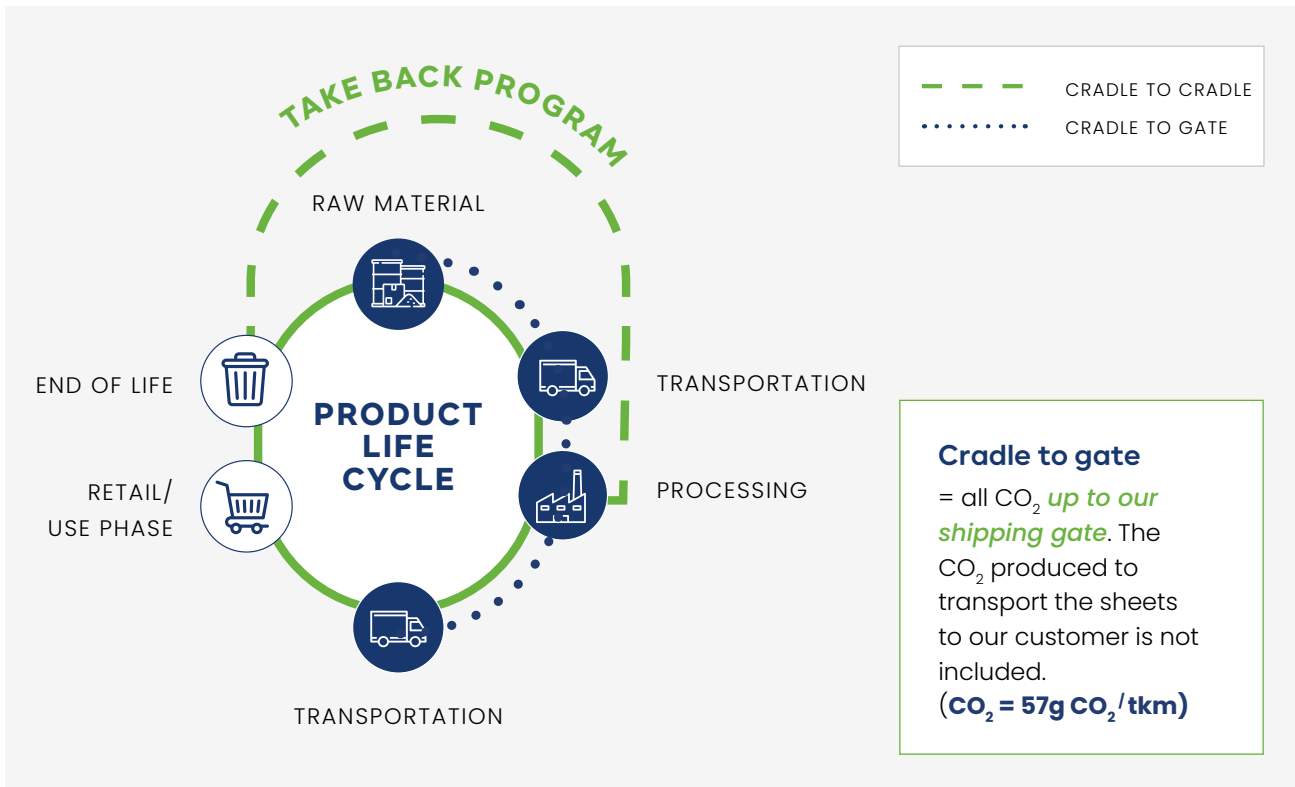 TAKE BACK PROGRAM
CRADLE TO CRADLE
CRADLE TO GATE
RAW MATERIAL
END OF LIFE
TRANSPORTATION
PRODUCT
LIFE
CYCLE
RETAIL/
USE PHASE
PROCESSING
TRANSPORTATION
Cradle to gate
= all CO₂ up to our
shipping gate. The
CO₂ produced to
transport the sheets
to our customer is not
included.
(CO₂ = 57g CO₂/tkm)